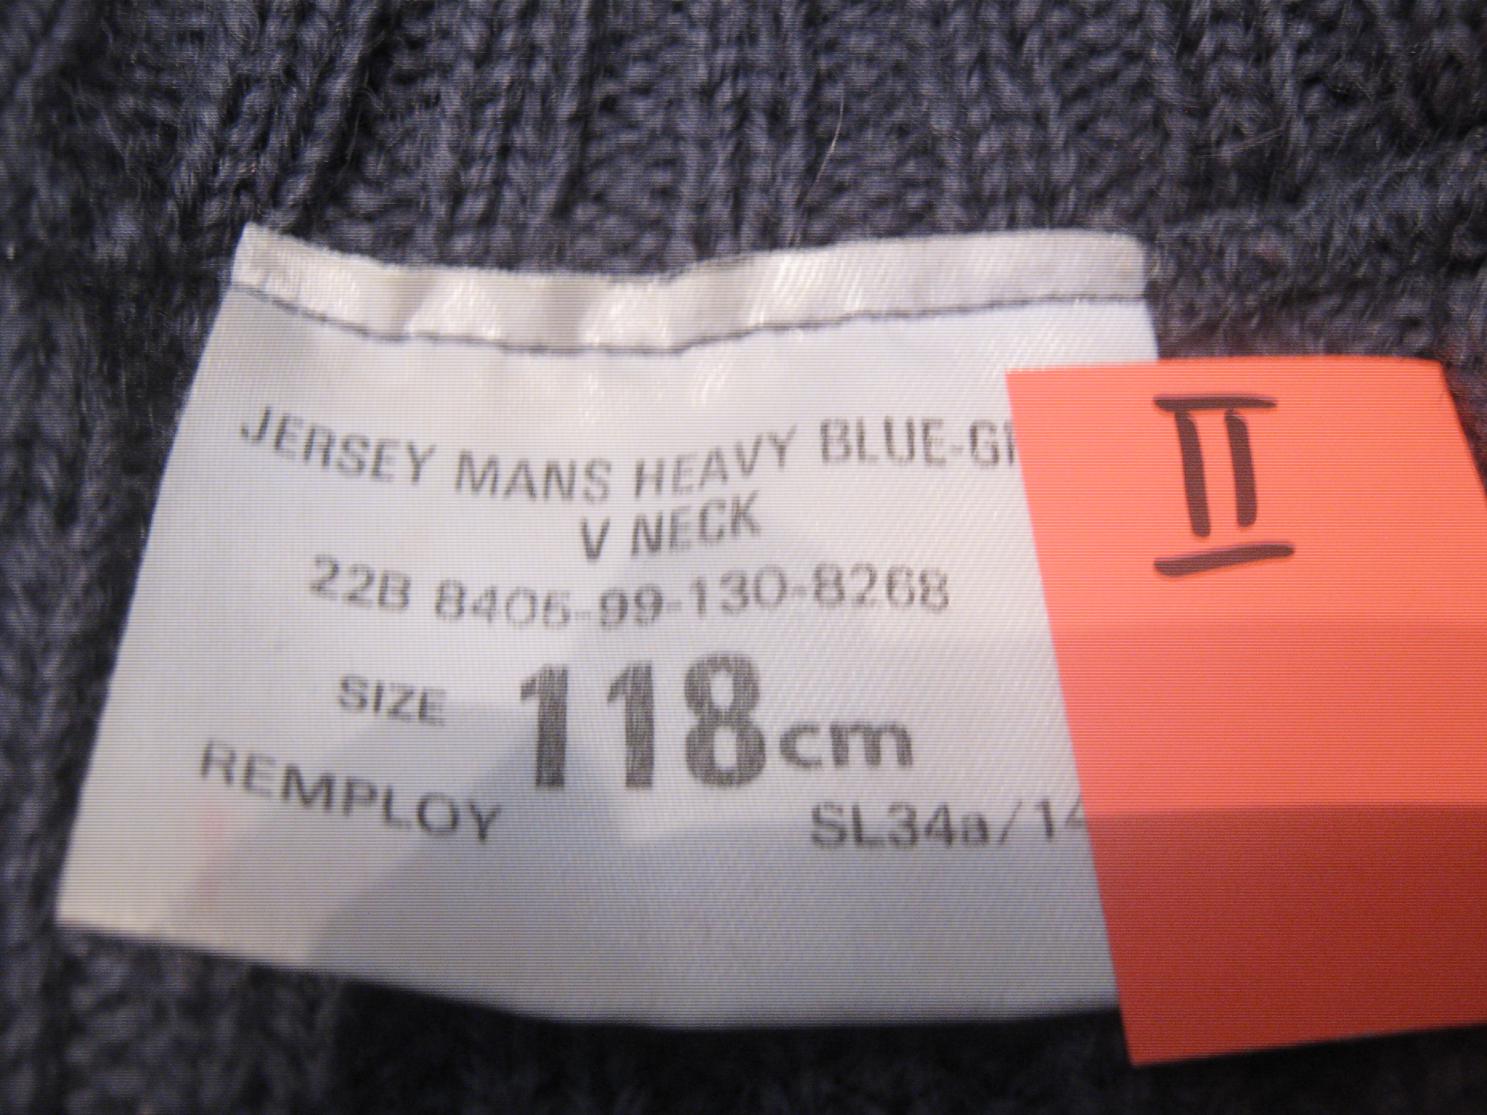 JERSEY MANS HEAVY BLUE-G
V NECK
22B 8405-99-130-8268
SIZE 118cm
REMPLOY SL34a/14
II